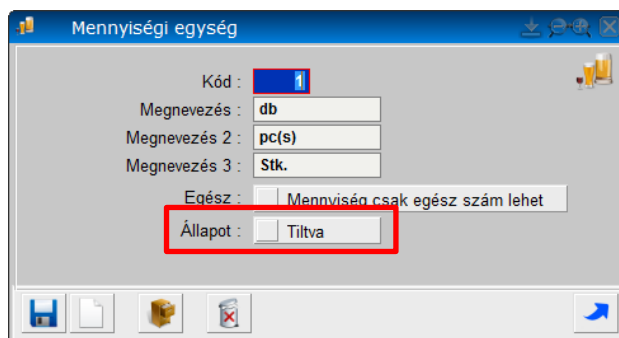 Mennyiségi egység
Kód : 1
Megnevezés : db
Megnevezés 2 : pc(s)
Megnevezés 3 : Stk.
Egész : Mennyiség csak egész szám lehet
Állapot : Tiltva